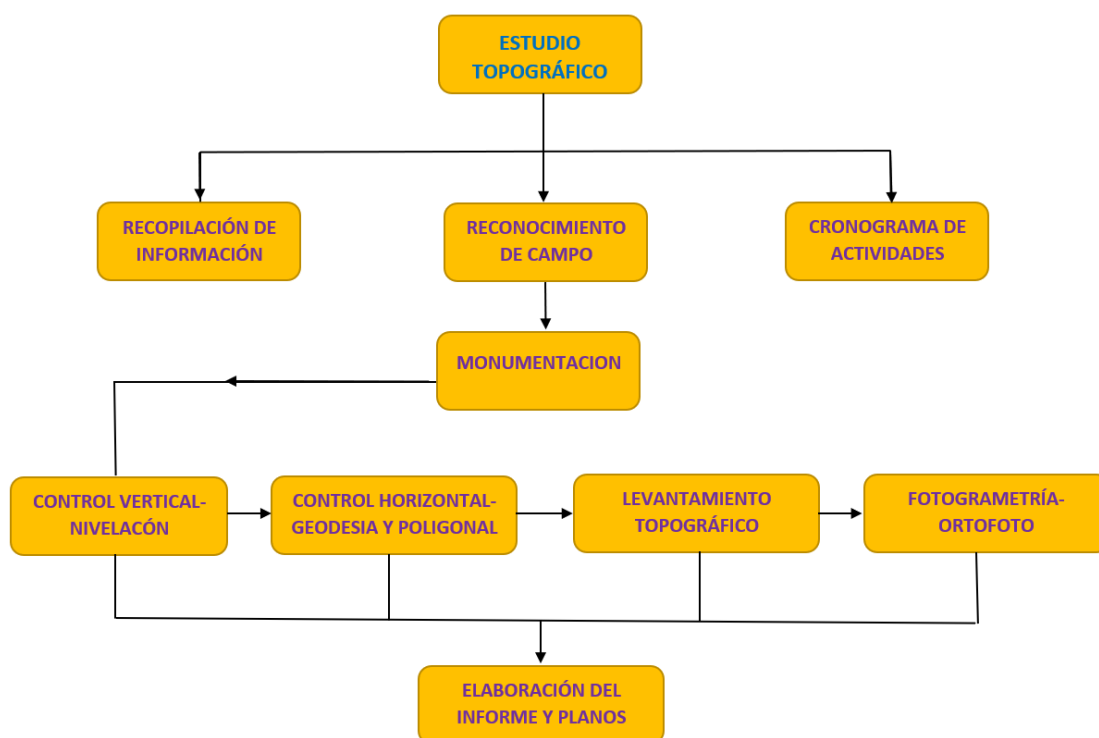 ESTUDIO
TOPOGRÁFICO
RECOPILACIÓN DE
INFORMACIÓN
RECONOCIMIENTO
DE CAMPO
CRONOGRAMA DE
ACTIVIDADES
MONUMENTACION
CONTROL VERTICAL-
NIVELACÓN
CONTROL HORIZONTAL-
GEODESIA Y POLIGONAL
LEVANTAMIENTO
TOPOGRÁFICO
FOTOGRAMETRÍA-
ORTOFOTO
ELABORACIÓN DEL
INFORME Y PLANOS